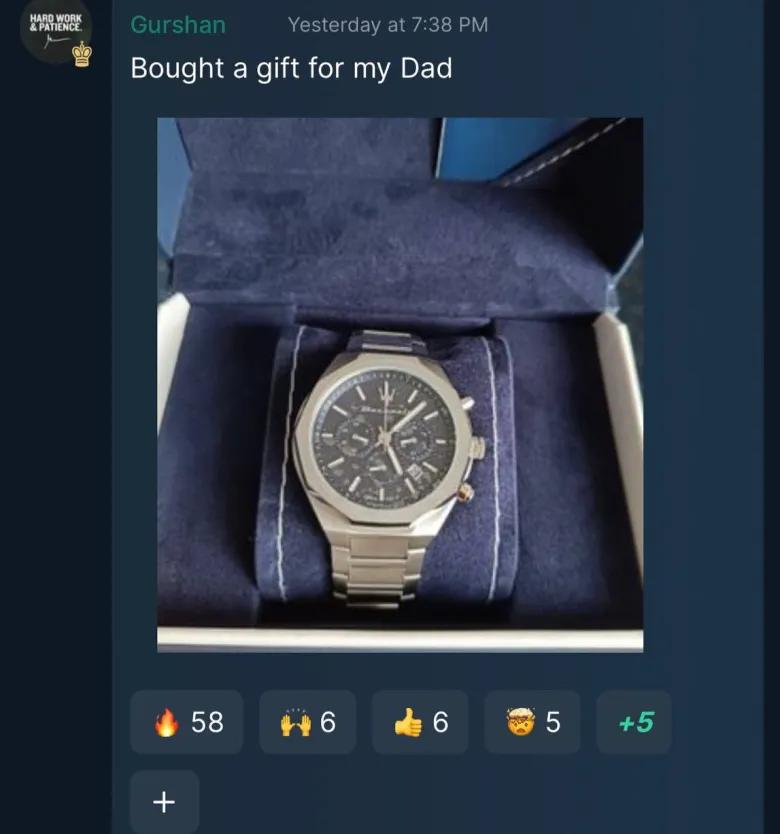 HARD WORK
& PATIENCE.
Gurshan
Yesterday at 7:38 PM
Bought a gift for my Dad
58
6
6
5
+5
+